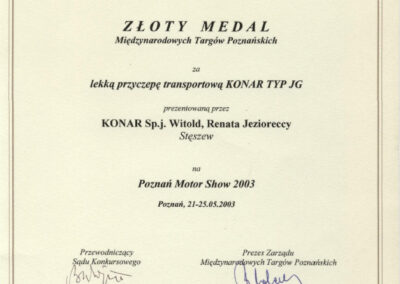 ZŁOTY MEDAL
Międzynarodowych Targów Poznańskich
za
lekką przyczepę transportową KONAR TYP JG
prezentowaną przez
KONAR Sp.j. Witold, Renata Jezioreccy
Stęszew
na
Poznań Motor Show 2003
Poznań, 21-25.05.2003
Przewodniczący
Sądu Konkursowego
Prezes Zarządu
Międzynarodowych Targów Poznańskich